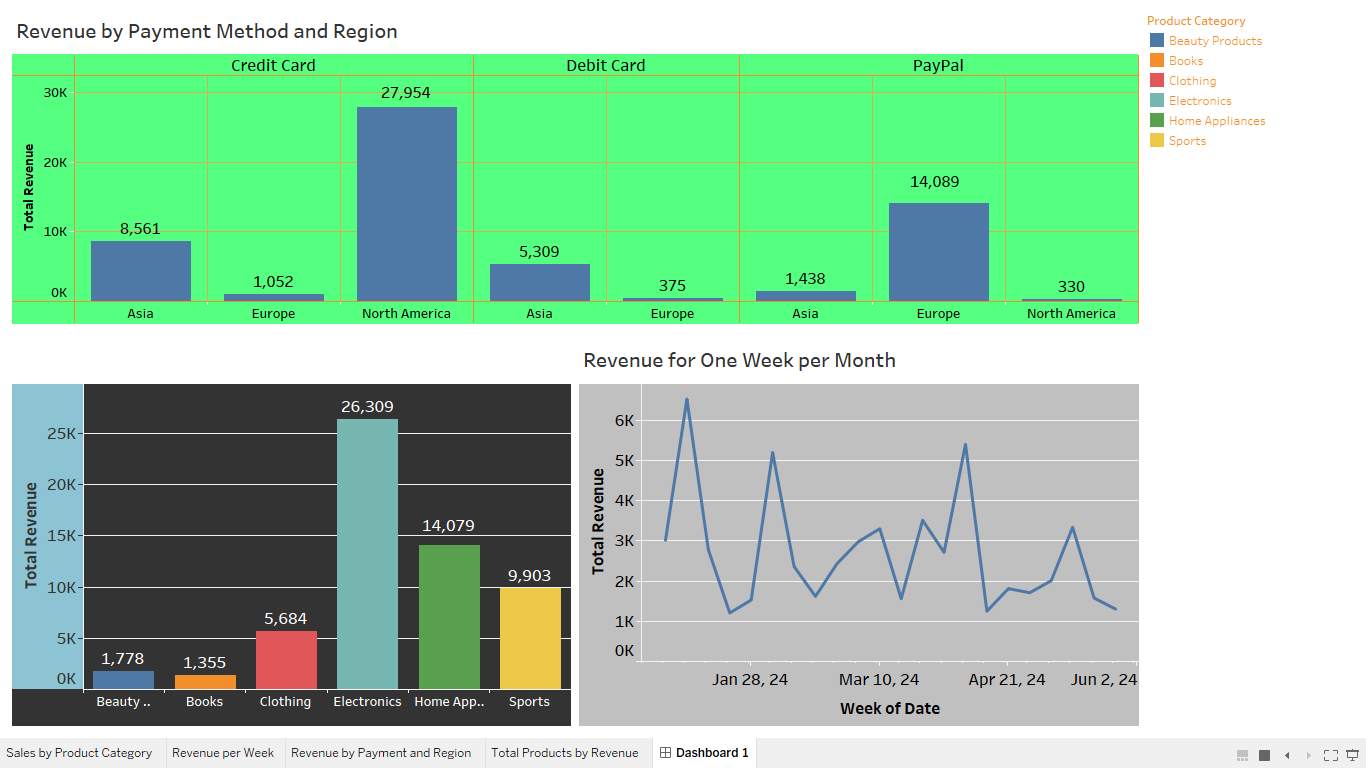 Revenue by Payment Method and Region
Credit Card Debit Card PayPal
Total Revenue
30K
20K
10K
0K
8,561
1,052
27,954
5,309
375
1,438
14,089
330
Asia Europe North America Asia Europe Asia Europe North America
Product Category
Beauty Products
Books
Clothing
Electronics
Home Appliances
Sports
Total Revenue
25K
20K
15K
10K
5K
0K
1,778
1,355
5,684
26,309
14,079
9,903
Beauty .. Books Clothing Electronics Home App.. Sports
Revenue for One Week per Month
Total Revenue
6K
5K
4K
3K
2K
1K
0K
Jan 28, 24 Mar 10, 24 Apr 21, 24 Jun 2, 24
Week of Date
Sales by Product Category Revenue per Week Revenue by Payment and Region Total Products by Revenue Dashboard 1